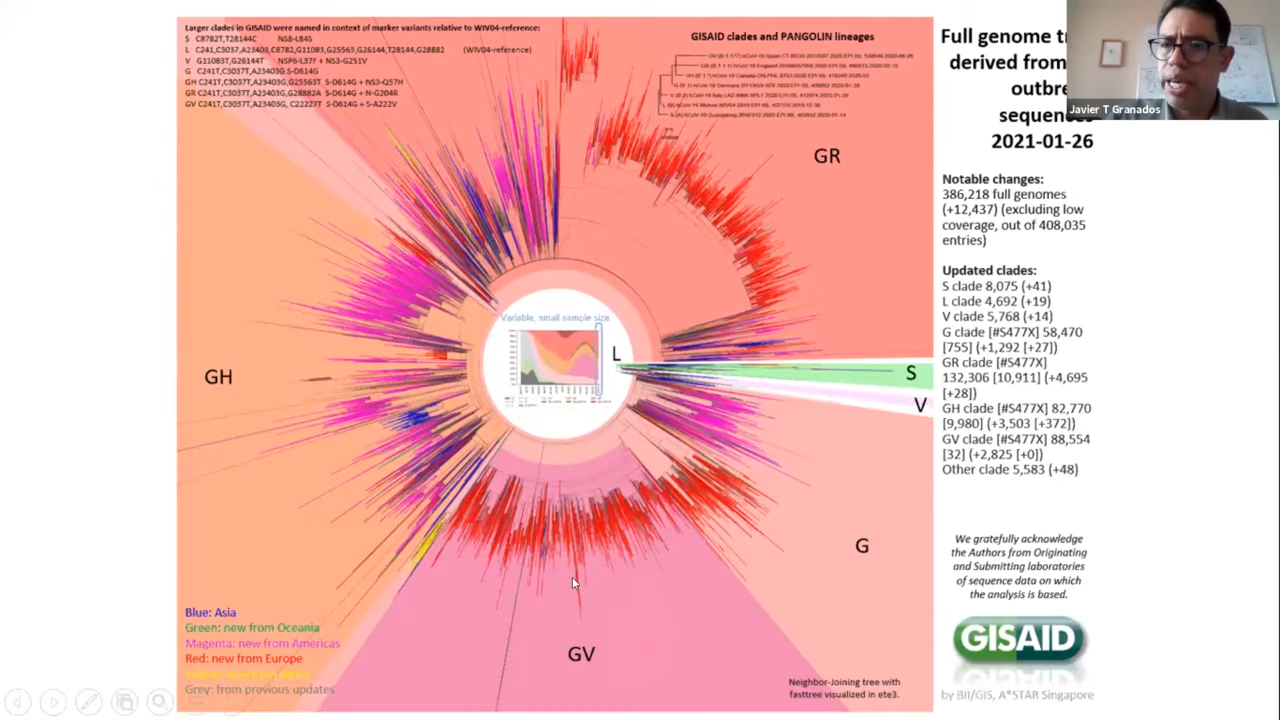 Larger clades in GISAID were named in context of marker variants relative to WIV04-reference:
S C8782T,T28144C NS8-L84S
L C241,C3037,A23403,C8782,G11083,G25563,G26144,T28144,G28882 (WIV04-reference)
V G11083T,G26144T NSP6-L37F + NS3-G251V
G C241T,C3037T,A23403G S-D614G
GH C241T,C3037T,A23403G,G25563T S-D614G + NS3-Q57H
GR C241T,C3037T,A23403G,G28882A S-D614G + N-G204R
GV C241T,C3037T,A23403G, C22227T S-D614G + S-A222V
GISAID clades and PANGOLIN lineages
GR
GH
Variable, small sample size
L
S
V
G
GV
Blue: Asia
Green: new from Oceania
Magenta: new from Americas
Red: new from Europe
Grey: from previous updates
Neighbor-Joining tree with
fasttree visualized in ete3.
Full genome
derived from
sequences
2021-01-26
Javier T Granados
Notable changes:
386,218 full genomes
(+12,437) (excluding low
coverage, out of 408,035
entries)
Updated clades:
S clade 8,075 (+41)
L clade 4,692 (+19)
V clade 5,768 (+14)
G clade [#S477X] 58,470
[755] (+1,292 [+27])
GR clade [#S477X]
132,306 [10,911] (+4,695
[+28])
GH clade [#S477X] 82,770
[9,980] (+3,503 [+372])
GV clade [#S477X] 88,554
[32] (+2,825 [+0])
Other clade 5,583 (+48)
We gratefully acknowledge
the Authors from Originating
and Submitting laboratories
of sequence data on which
the analysis is based.
GISAID
by BII/GIS, A*STAR Singapore